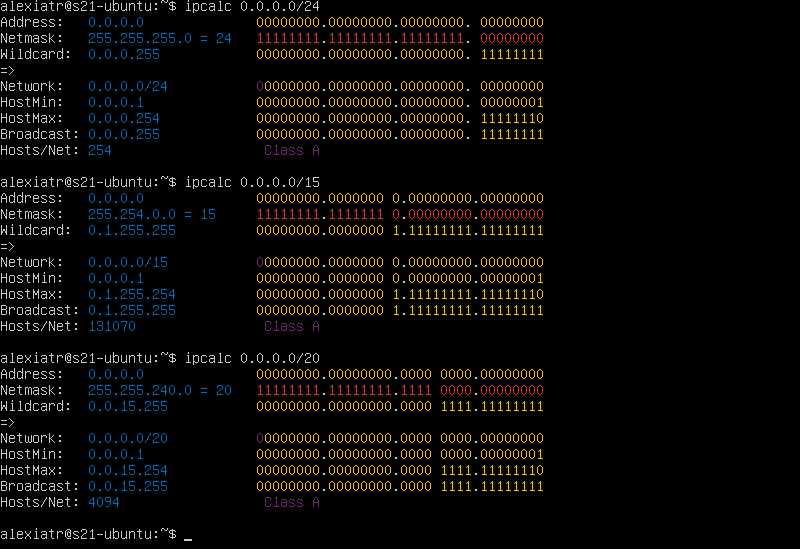 alexiatr@s21-ubuntu:~$ ipcalc 0.0.0.0/24
Address:   0.0.0.0              00000000.00000000.00000000. 00000000
Netmask:   255.255.255.0 = 24   11111111.11111111.11111111. 00000000
Wildcard:  0.0.0.255            00000000.00000000.00000000. 11111111
=>
Network:   0.0.0.0/24           00000000.00000000.00000000. 00000000
HostMin:   0.0.0.1              00000000.00000000.00000000. 00000001
HostMax:   0.0.0.254            00000000.00000000.00000000. 11111110
Broadcast: 0.0.0.255            00000000.00000000.00000000. 11111111
Hosts/Net: 254                   Class A
alexiatr@s21-ubuntu:~$ ipcalc 0.0.0.0/15
Address:   0.0.0.0              00000000.0000000 0.00000000.00000000
Netmask:   255.254.0.0 = 15     11111111.1111111 0.00000000.00000000
Wildcard:  0.1.255.255          00000000.0000000 1.11111111.11111111
=>
Network:   0.0.0.0/15           00000000.0000000 0.00000000.00000000
HostMin:   0.0.0.1              00000000.0000000 0.00000000.00000001
HostMax:   0.1.255.254          00000000.0000000 1.11111111.11111110
Broadcast: 0.1.255.255          00000000.0000000 1.11111111.11111111
Hosts/Net: 131070                Class A
alexiatr@s21-ubuntu:~$ ipcalc 0.0.0.0/20
Address:   0.0.0.0              00000000.00000000.0000 0000.00000000
Netmask:   255.255.240.0 = 20   11111111.11111111.1111 0000.00000000
Wildcard:  0.0.15.255           00000000.00000000.0000 1111.11111111
=>
Network:   0.0.0.0/20           00000000.00000000.0000 0000.00000000
HostMin:   0.0.0.1              00000000.00000000.0000 0000.00000001
HostMax:   0.0.15.254           00000000.00000000.0000 1111.11111110
Broadcast: 0.0.15.255           00000000.00000000.0000 1111.11111111
Hosts/Net: 4094                  Class A
alexiatr@s21-ubuntu:~$ _